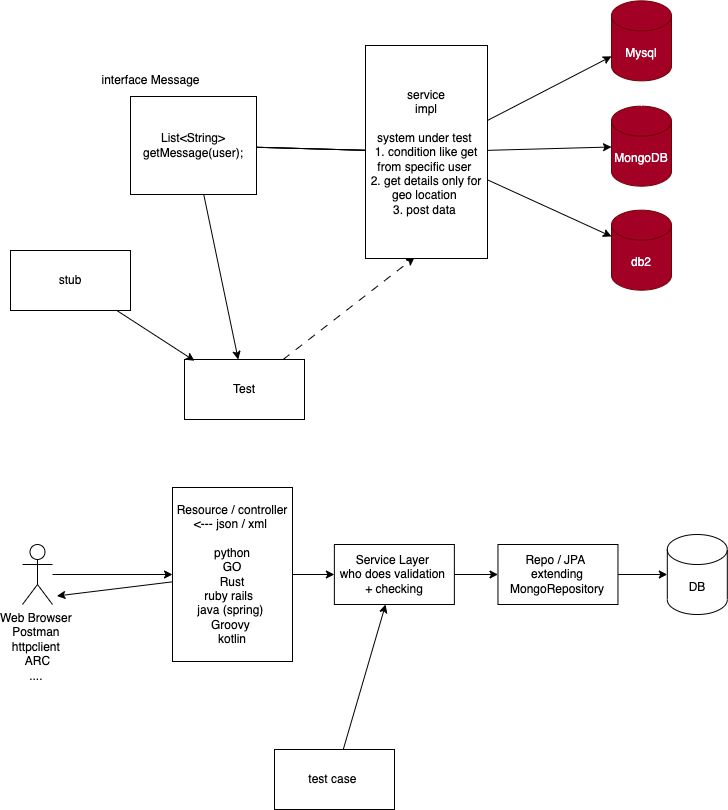 Mysql
interface Message
service
impl
system under test
1. condition like get
from specific user
2. get details only for
geo location
3. post data
List<String>
getMessage(user);
MongoDB
db2
stub
Test
Resource / controller
<--- json / xml
python
GO
Rust
ruby rails
java (spring)
Groovy
kotlin
Service Layer
who does validation
+ checking
Repo / JPA
extending
MongoRepository
DB
Web Browser
Postman
httpclient
ARC
....
test case